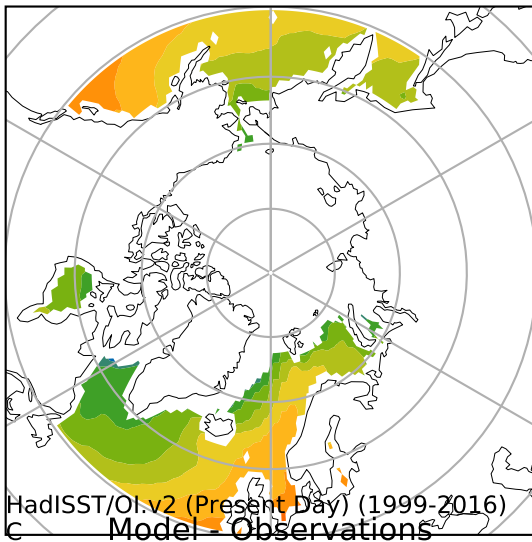 HadISST/OI.v2 (Present Day) (1999-2016)
C Model - Observations